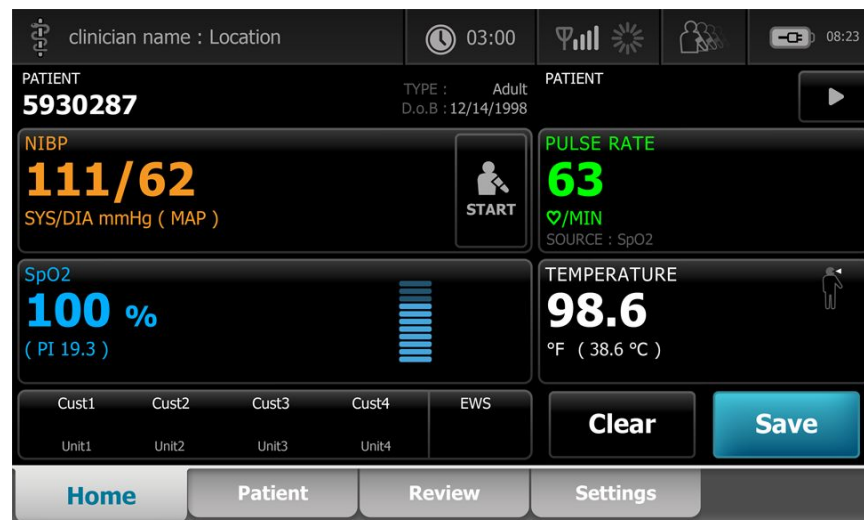 clinician name : Location
03:00
08:23
PATIENT
5930287
TYPE : Adult
D.o.B : 12/14/1998
PATIENT
NIBP
111/62
SYS/DIA mmHg ( MAP )
START
PULSE RATE
63
♡/MIN
SOURCE : SpO2
SpO2
100 %
( PI 19.3 )
TEMPERATURE
98.6
°F ( 38.6 °C )
Cust1 Cust2 Cust3 Cust4 EWS
Unit1 Unit2 Unit3 Unit4
Clear
Save
Home Patient Review Settings